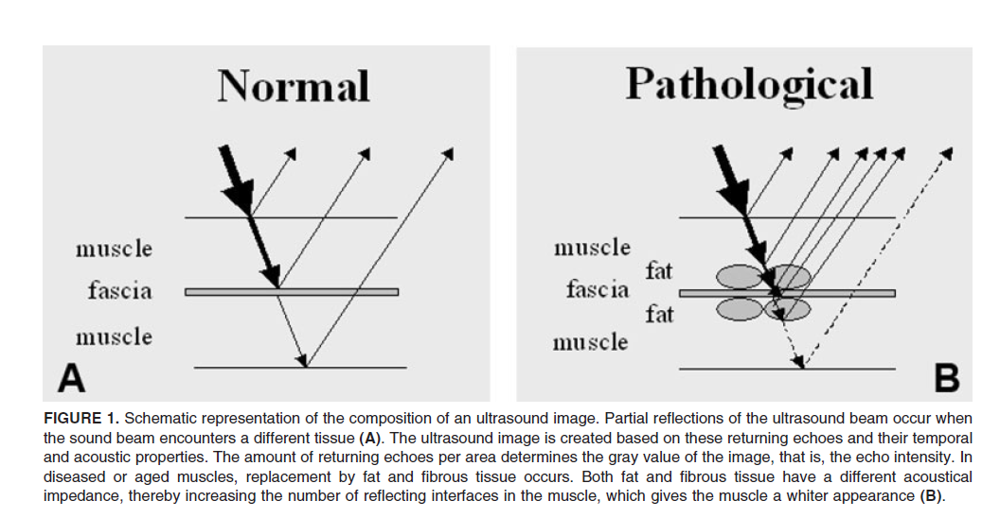 Normal
muscle
fascia
muscle
A
Pathological
muscle
fat
fascia
fat
muscle
B
FIGURE 1. Schematic representation of the composition of an ultrasound image. Partial reflections of the ultrasound beam occur when
the sound beam encounters a different tissue (A). The ultrasound image is created based on these returning echoes and their temporal
and acoustic properties. The amount of returning echoes per area determines the gray value of the image, that is, the echo intensity. In
diseased or aged muscles, replacement by fat and fibrous tissue occurs. Both fat and fibrous tissue have a different acoustical
impedance, thereby increasing the number of reflecting interfaces in the muscle, which gives the muscle a whiter appearance (B).